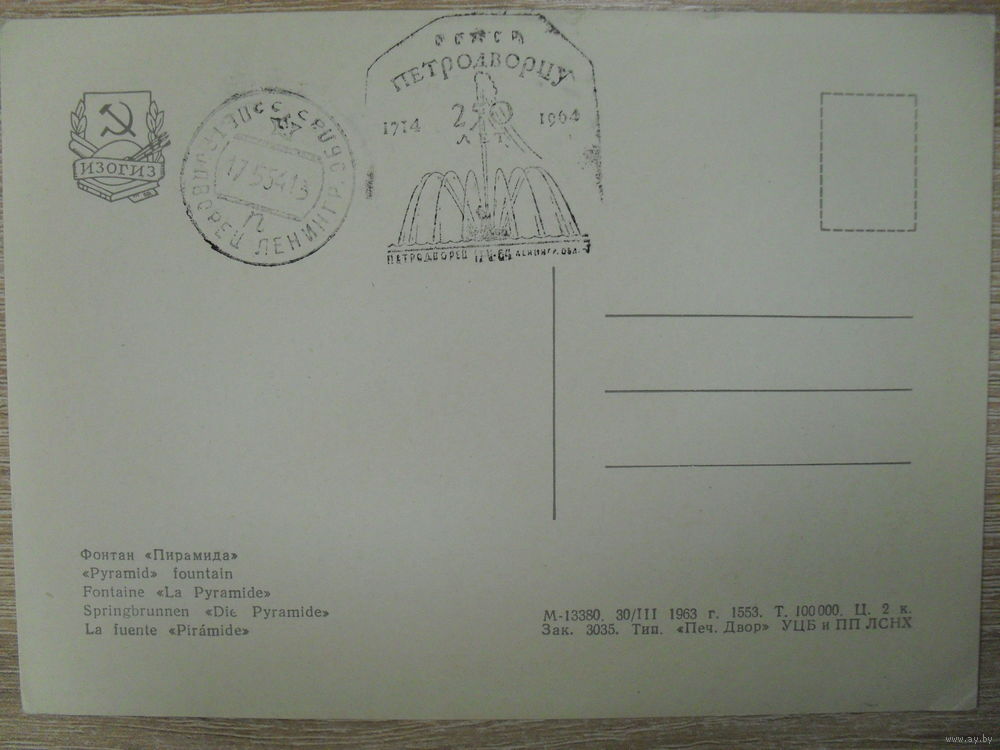 ИЗОГИЗ
ПЕТРОДВОРЕЦ ЛЕНИНГР.
СССР
ПЕТРОДВОРЦУ
1714 250 1964
ЛЕТ
ПЕТРОДВОРЕЦ ЛЕНИНГР. ОБЛ.
Фонтан «Пирамида»
«Pyramid» fountain
Fontaine «La Pyramide»
Springbrunnen «Die Pyramide»
La fuente «Pirámide»
М-13380. 30/III 1963 г. 1553. Т. 100 000. Ц. 2 к.
Зак. 3035. Тип. «Печ. Двор» УЦБ и ПП ЛСНХ
www.ay.by